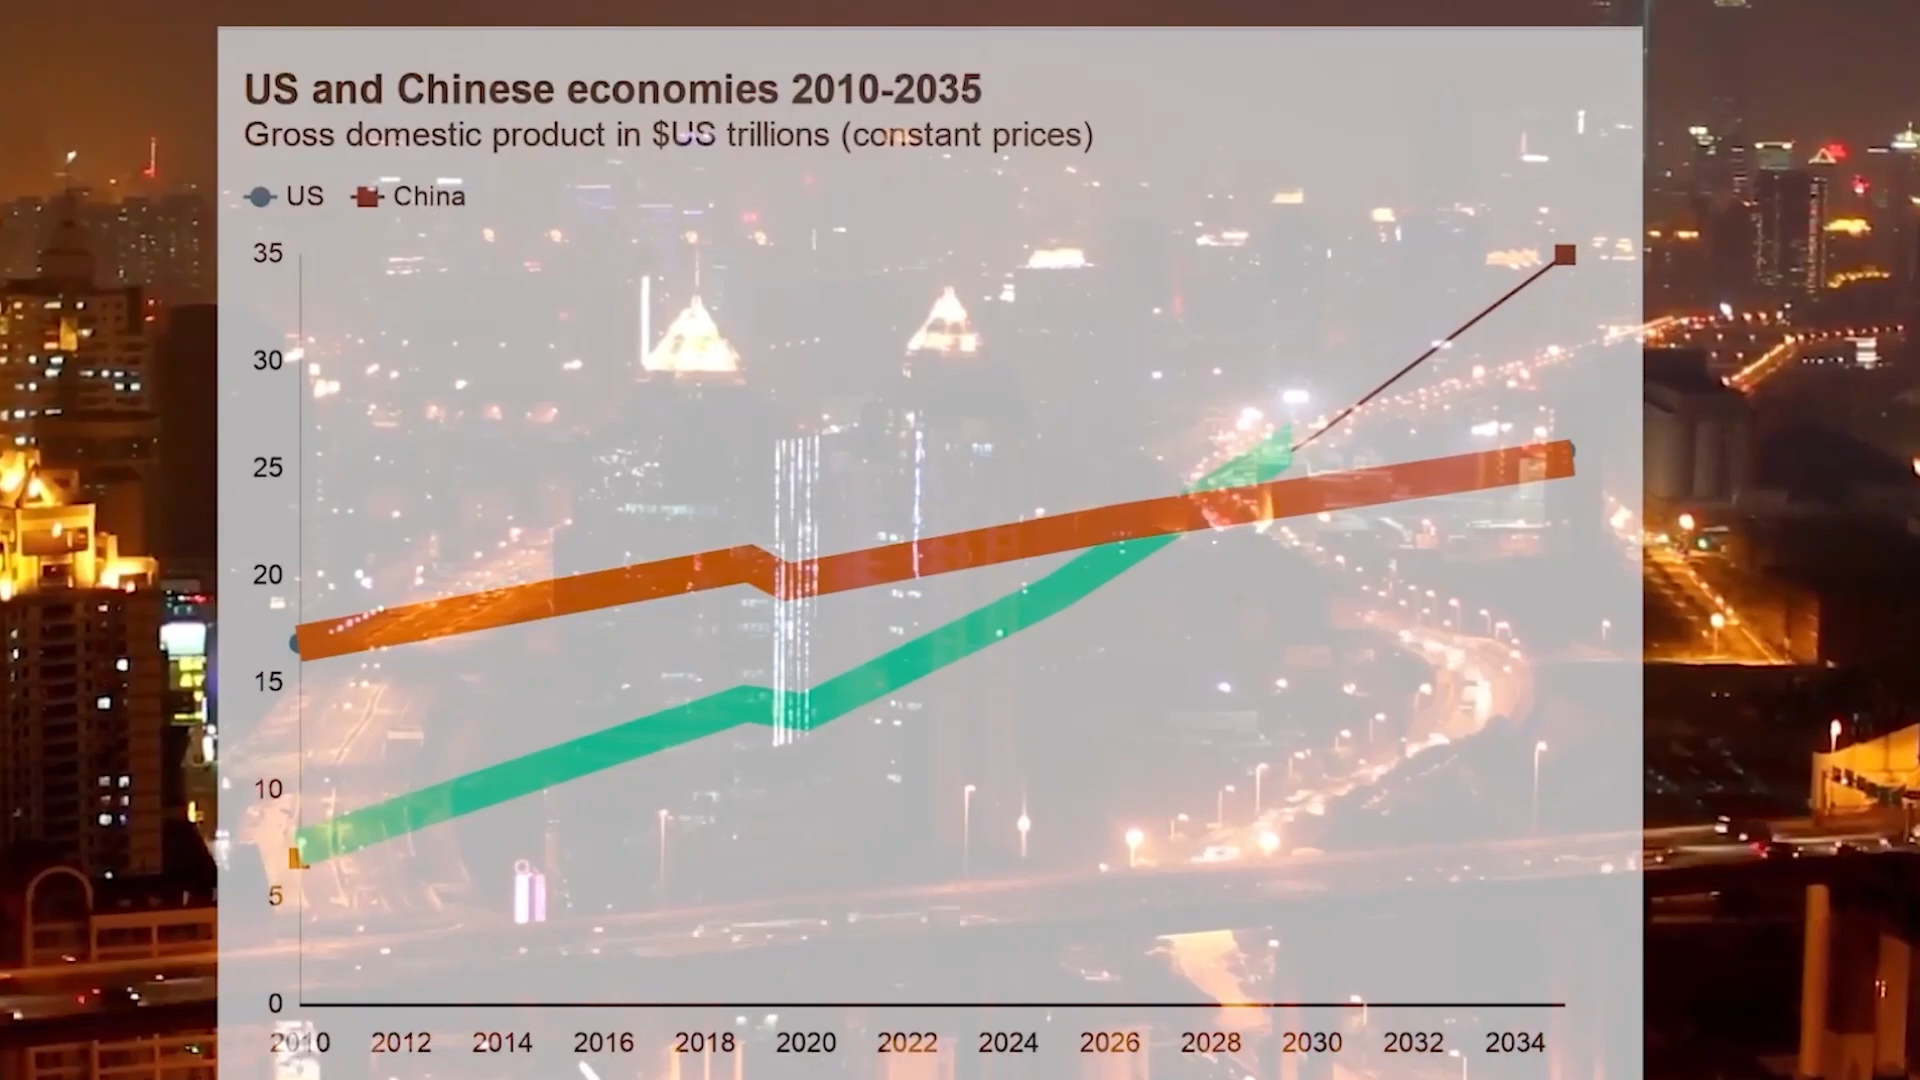 US and Chinese economies 2010-2035
Gross domestic product in $US trillions (constant prices)
US China
35
30
25
20
15
10
5
0
2010 2012 2014 2016 2018 2020 2022 2024 2026 2028 2030 2032 2034